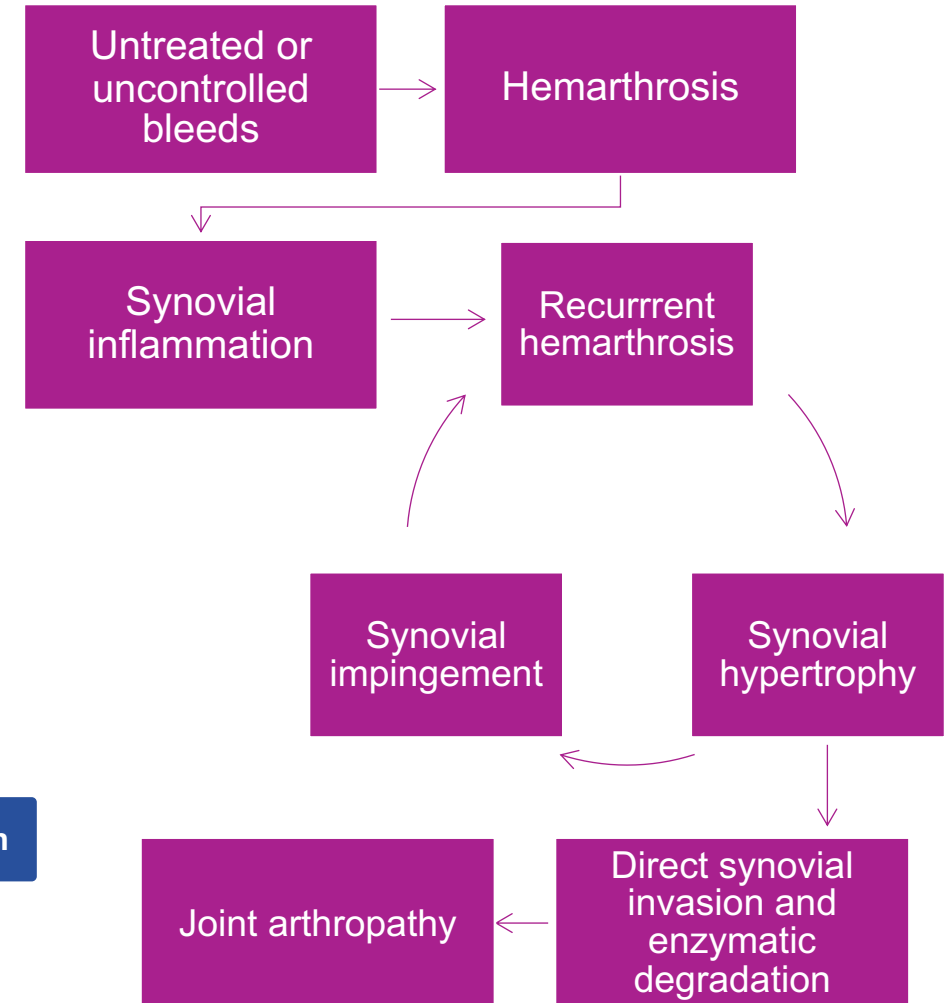 Untreated or
uncontrolled
bleeds
Hemarthrosis
Synovial
inflammation
Recurrrent
hemarthrosis
Synovial
impingement
Synovial
hypertrophy
Joint arthropathy
Direct synovial
invasion and
enzymatic
degradation